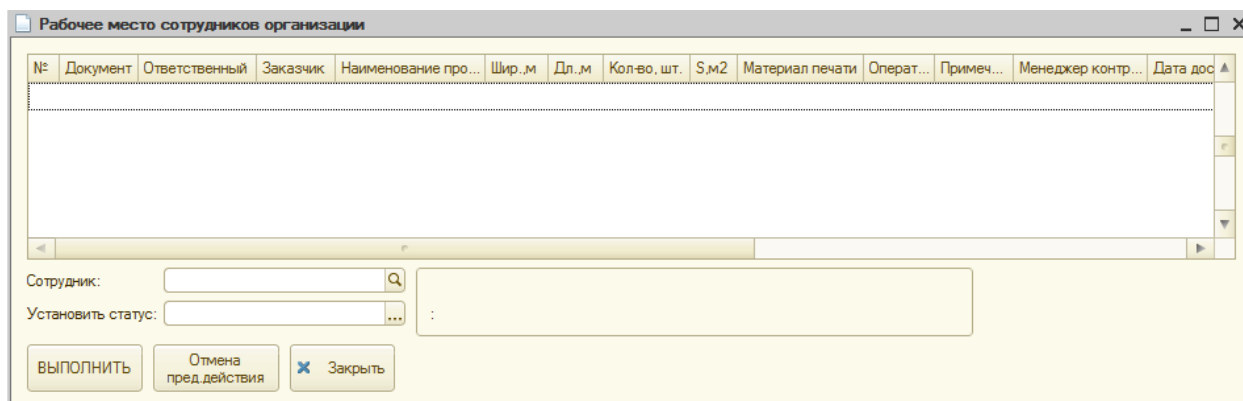 Рабочее место сотрудников организации
№ Документ Ответственный Заказчик Наименование про... Шир.,м Дл.,м Кол-во, шт. S,м2 Материал печати Операт... Примеч... Менеджер контр... Дата дос
Сотрудник:
Установить статус: ... :
ВЫПОЛНИТЬ Отмена Закрыть
пред.действия